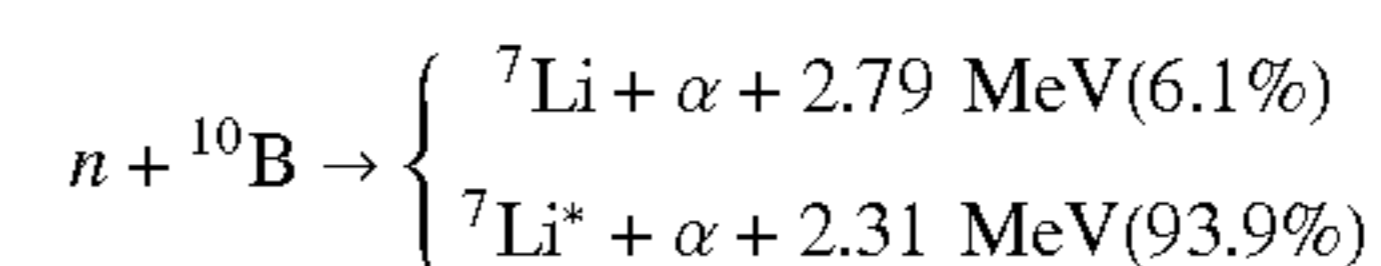 ⁷Li + α + 2.79 MeV(6.1%)
n + ¹⁰B → {
⁷Li* + α + 2.31 MeV(93.9%)